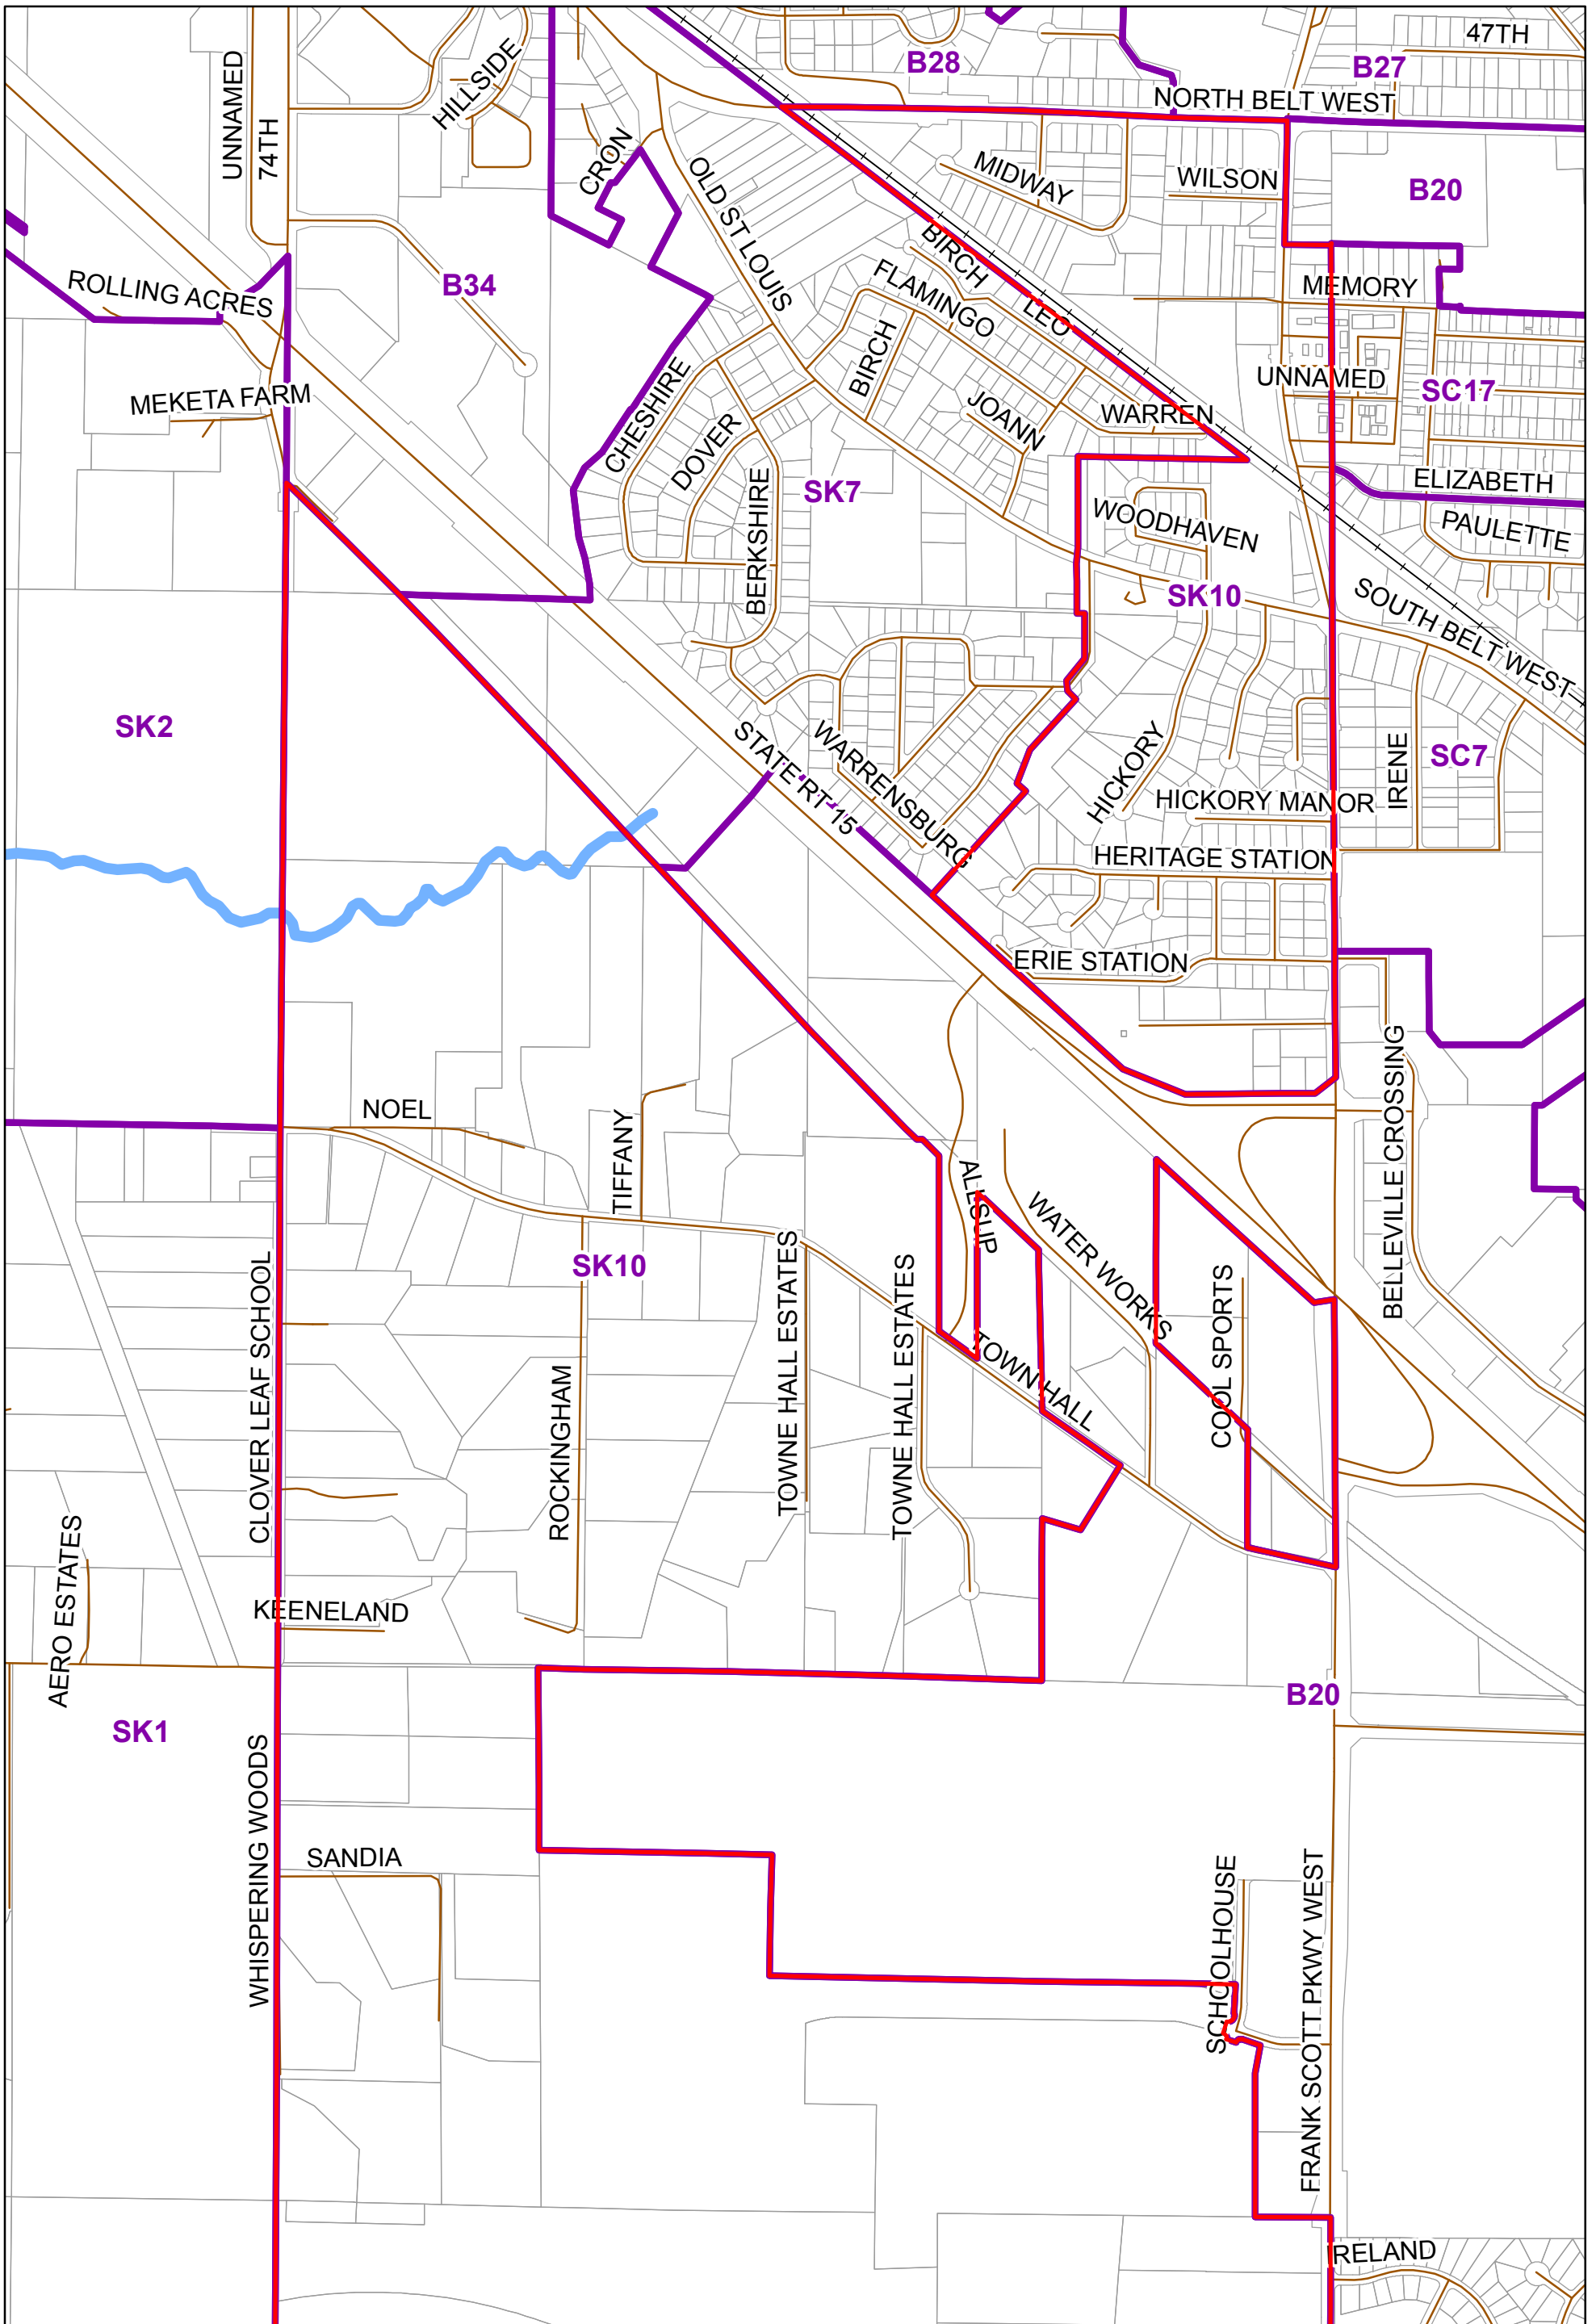 47TH
B28
B27
UNNAMED
HILLSIDE
NORTH BELT WEST
74TH
CRON
MIDWAY
WILSON
B20
OLD ST LOUIS
BIRCH
B34
ROLLING ACRES
FLAMINGO
MEMORY
LEO
BIRCH
UNNAMED
SC17
MEKETA FARM
CHESHIRE
JOANN
WARREN
DOVER
SK7
ELIZABETH
BERKSHIRE
WOODHAVEN
PAULETTE
SK10
SOUTH BELT WEST
SK2
STATE RT 15
WARRENSBURG
HICKORY
IRENE
SC7
HICKORY MANOR
HERITAGE STATION
ERIE STATION
NOEL
TIFFANY
ALLSUP
WATER WORKS
BELLEVILLE CROSSING
SK10
CLOVER LEAF SCHOOL
TOWNE HALL ESTATES
TOWNE HALL ESTATES
COOL SPORTS
TOWN HALL
ROCKINGHAM
AERO ESTATES
KEENELAND
B20
SK1
WHISPERING WOODS
SANDIA
SCHOOLHOUSE
FRANK SCOTT PKWY WEST
IRELAND